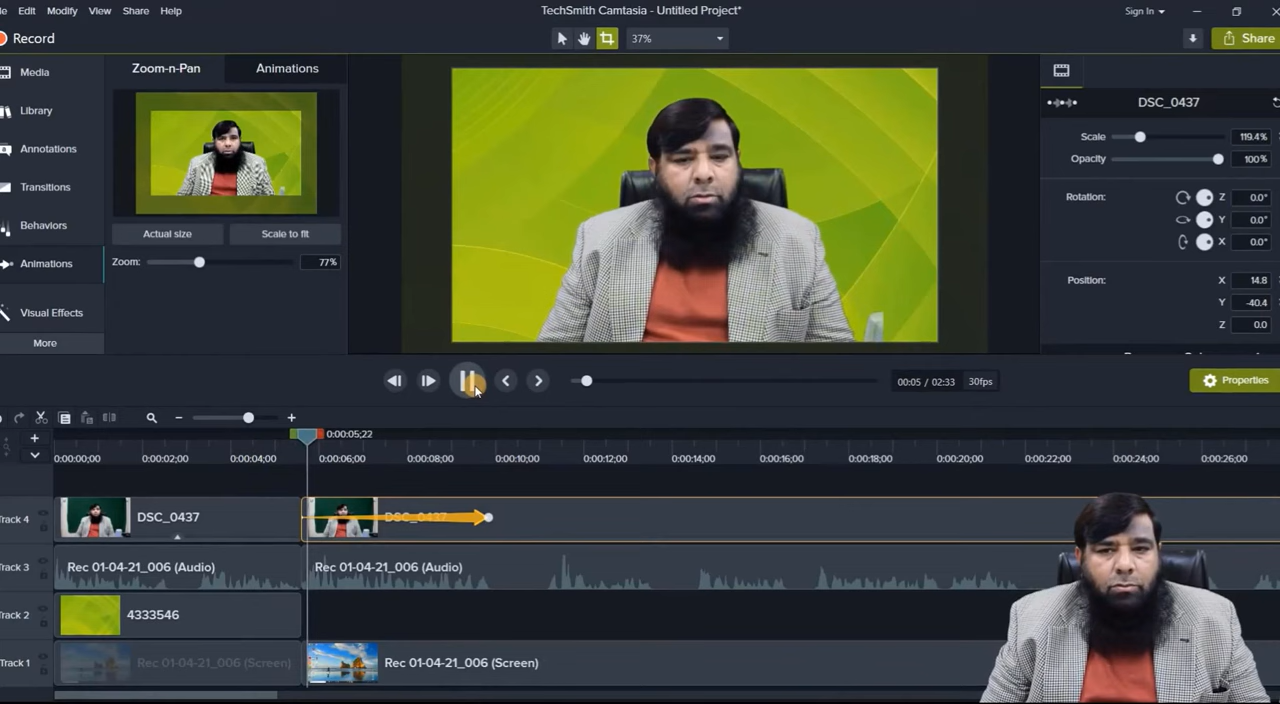 TechSmith Camtasia - Untitled Project*
Edit Modify View Share Help
Sign In
Record
37%
Share
Media
Library
Annotations
Transitions
Behaviors
Animations
Visual Effects
More
Zoom-n-Pan Animations
Actual size Scale to fit
Zoom: 77%
DSC_0437
Scale 119.4%
Opacity 100%
Rotation: Z 0.0°
Y 0.0°
X 0.0°
Position: X 14.8
Y -40.4
Z 0.0
00:05 / 02:33 30fps
Properties
0:00:05;22
0:00:00;00 0:00:02;00 0:00:04;00 0:00:06;00 0:00:08;00 0:00:10;00 0:00:12;00 0:00:14;00 0:00:16;00 0:00:18;00 0:00:20;00 0:00:22;00 0:00:24;00 0:00:26;00
Track 4 DSC_0437 DSC_0437
Track 3 Rec 01-04-21_006 (Audio) Rec 01-04-21_006 (Audio)
Track 2 4333546
Track 1 Rec 01-04-21_006 (Screen) Rec 01-04-21_006 (Screen)